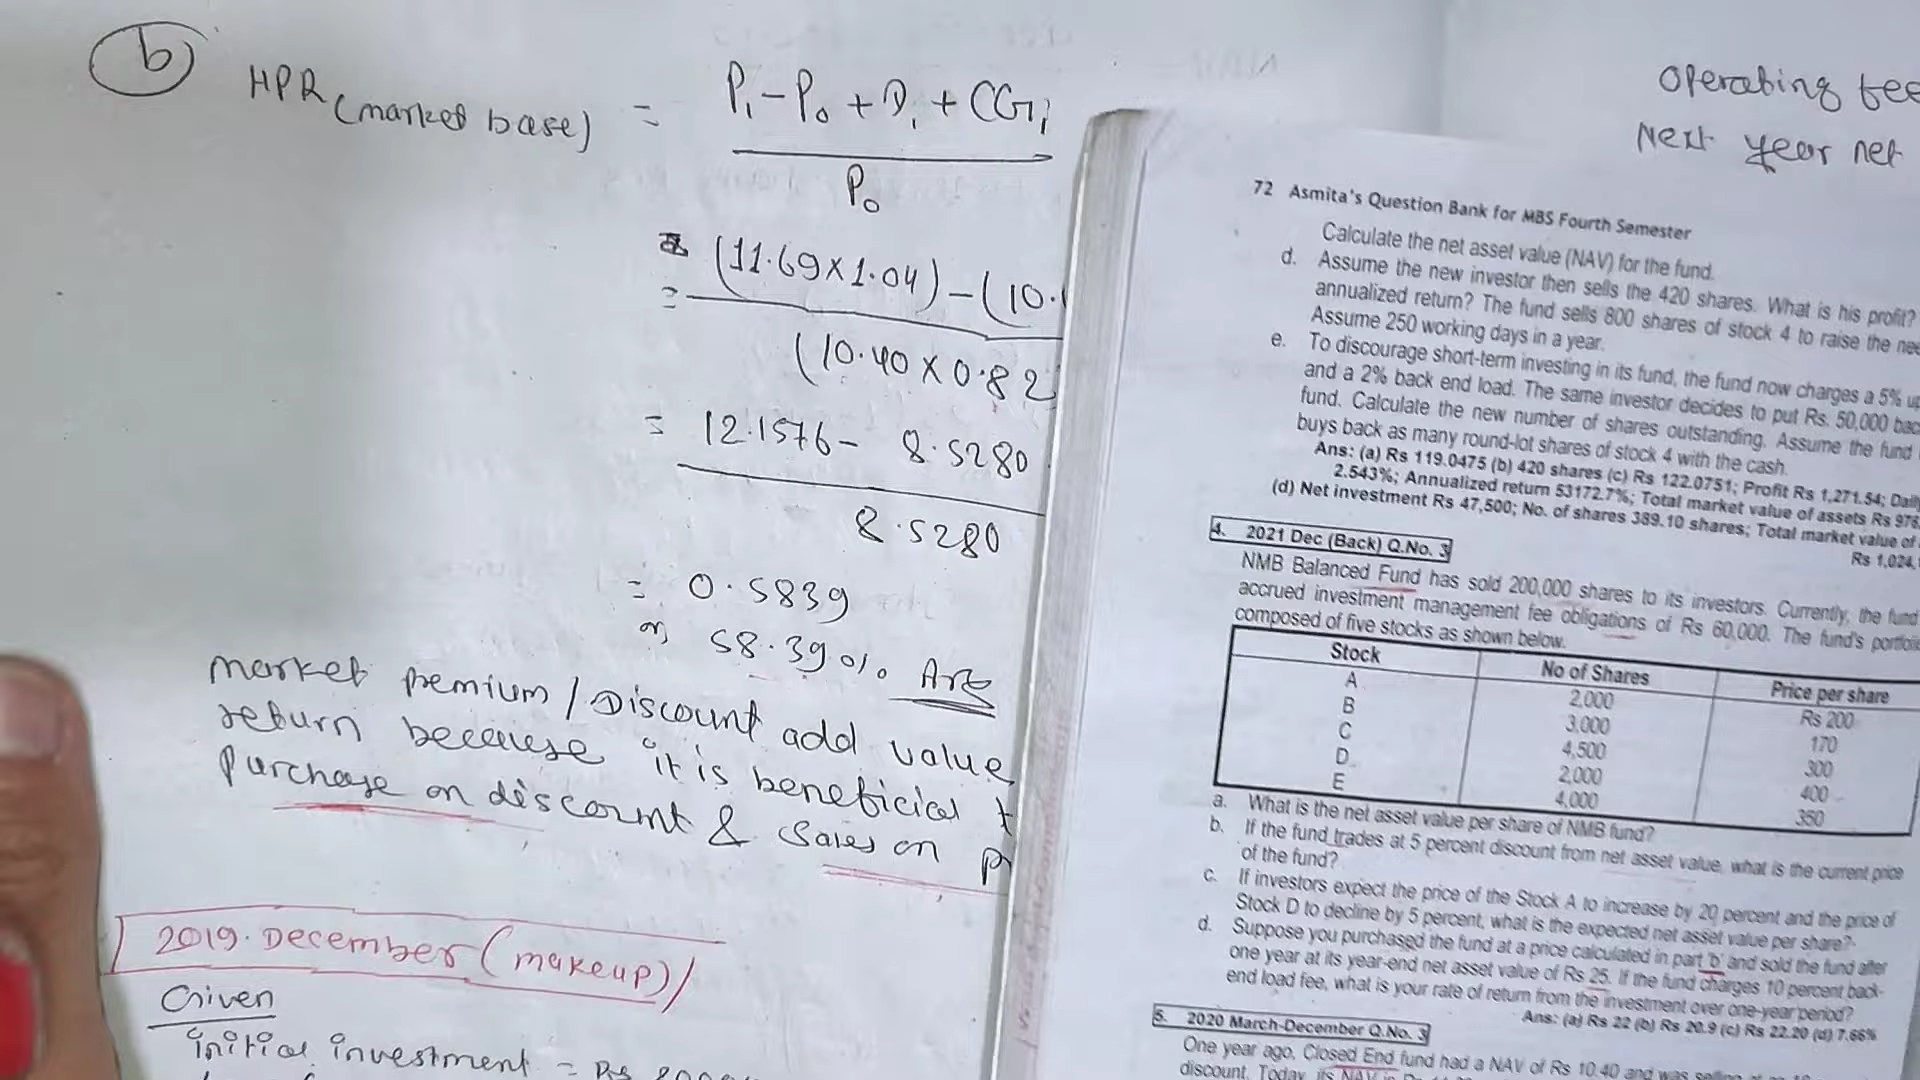 b)
HPR (market base) = P₁ - P₀ + D₁ + CG₁
P₀
= (11.69 x 1.04) - (10.
(10.40 x 0.82
= 12.1576 - 8.5280
8.5280
= 0.5839
or 58.39% Ans
market premium / Discount add value
return because it is beneficial t
Purchase on discount & sales on p
2019. December (makeup)
Given
initial investment = Rs
operating fee
Next year net
72 Asmita's Question Bank for MBS Fourth Semester
Calculate the net asset value (NAV) for the fund.
d. Assume the new investor then sells the 420 shares. What is his profit?
annualized return? The fund sells 800 shares of stock 4 to raise the nee
Assume 250 working days in a year.
e. To discourage short-term investing in its fund, the fund now charges a 5% up
and a 2% back end load. The same investor decides to put Rs. 50,000 bac
fund. Calculate the new number of shares outstanding. Assume the fund
buys back as many round-lot shares of stock 4 with the cash.
Ans: (a) Rs 119.0475 (b) 420 shares (c) Rs 122.0751; Profit Rs 1,271.54; Daily
2.543%; Annualized return 53172.7%; Total market value of assets Rs 978
(d) Net investment Rs 47,500; No. of shares 389.10 shares; Total market value of
Rs 1,024,
4. 2021 Dec (Back) Q.No. 3
NMB Balanced Fund has sold 200,000 shares to its investors. Currently, the fund
accrued investment management fee obligations of Rs 60,000. The fund's portfolio
composed of five stocks as shown below.
Stock No of Shares Price per share
A 2,000 Rs 200
B 3,000 170
C 4,500 300
D 2,000 400
E 4,000 350
a. What is the net asset value per share of NMB fund?
b. If the fund trades at 5 percent discount from net asset value, what is the current price
of the fund?
c. If investors expect the price of the Stock A to increase by 20 percent and the price of
Stock D to decline by 5 percent, what is the expected net asset value per share?
d. Suppose you purchased the fund at a price calculated in part 'b' and sold the fund after
one year at its year-end net asset value of Rs 25. If the fund charges 10 percent back-
end load fee, what is your rate of return from the investment over one-year period?
Ans: (a) Rs 22 (b) Rs 20.9 (c) Rs 22.20 (d) 7.66%
5. 2020 March-December Q.No. 3
One year ago, Closed End fund had a NAV of Rs 10.40 and was selling at
discount. Today, its NAV is